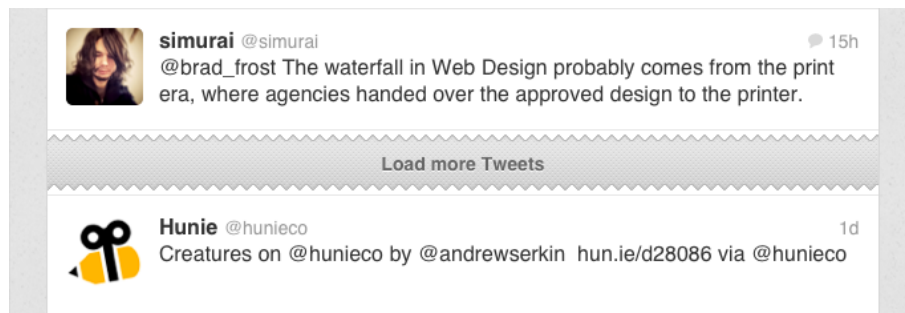 simurai @simurai 15h
@brad_frost The waterfall in Web Design probably comes from the print
era, where agencies handed over the approved design to the printer.
Load more Tweets
Hunie @hunieco 1d
Creatures on @hunieco by @andrewserkin hun.ie/d28086 via @hunieco